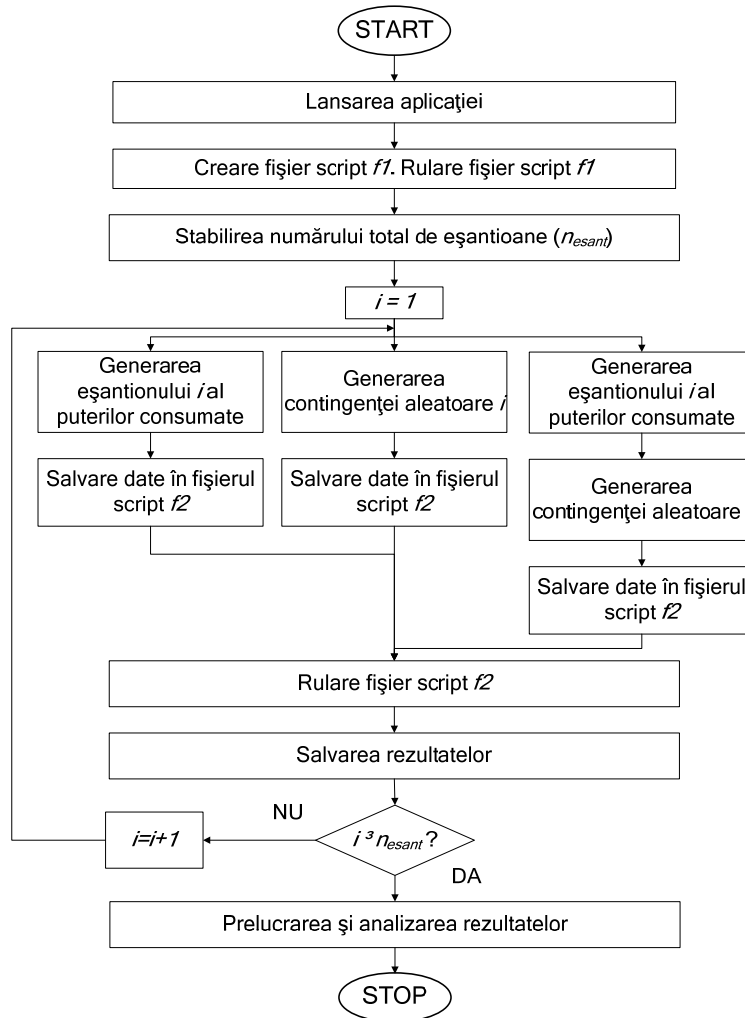 START
Lansarea aplicaţiei
Creare fişier script f1. Rulare fişier script f1
Stabilirea numărului total de eşantioane (nesant)
i = 1
Generarea
eşantionului i al
puterilor consumate
Generarea
contingenţei aleatoare i
Generarea
eşantionului i al
puterilor consumate
Salvare date în fişierul
script f2
Salvare date în fişierul
script f2
Generarea
contingenţei aleatoare
Salvare date în fişierul
script f2
Rulare fişier script f2
Salvarea rezultatelor
NU
i=i+1
i ³ nesant ?
DA
Prelucrarea şi analizarea rezultatelor
STOP